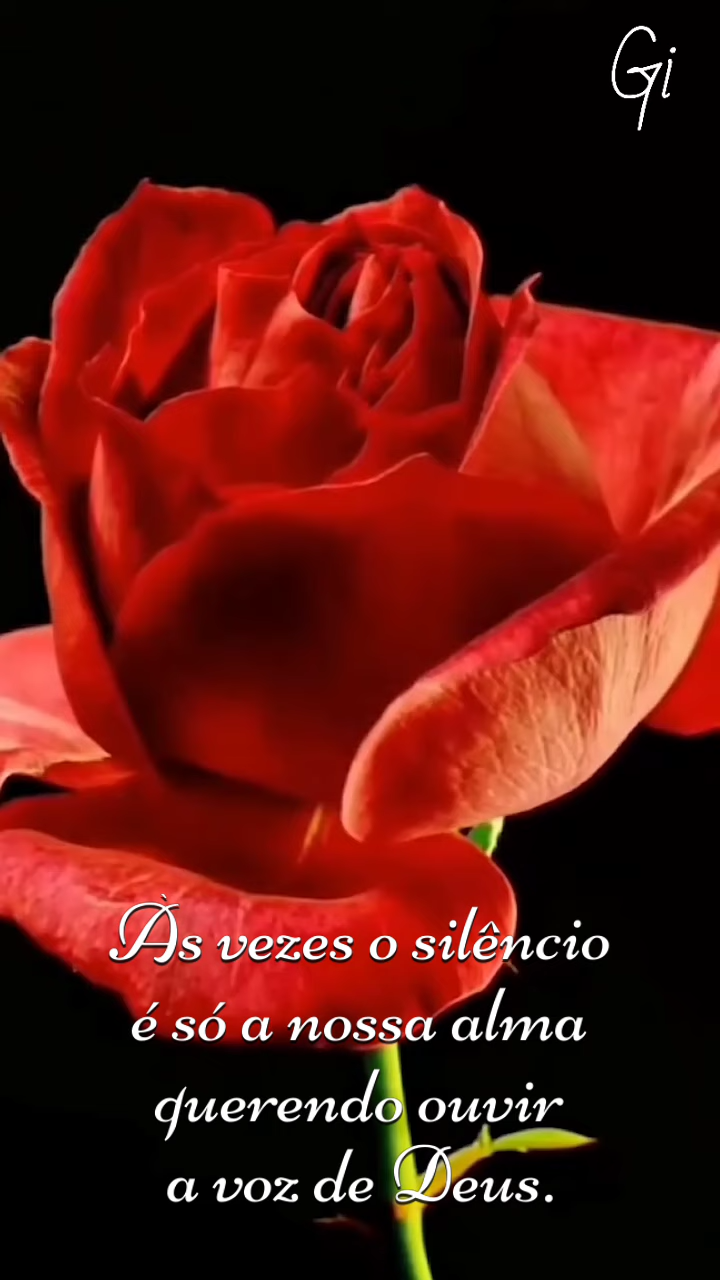 Gi
Às vezes o silêncio
é só a nossa alma
querendo ouvir
a voz de Deus.